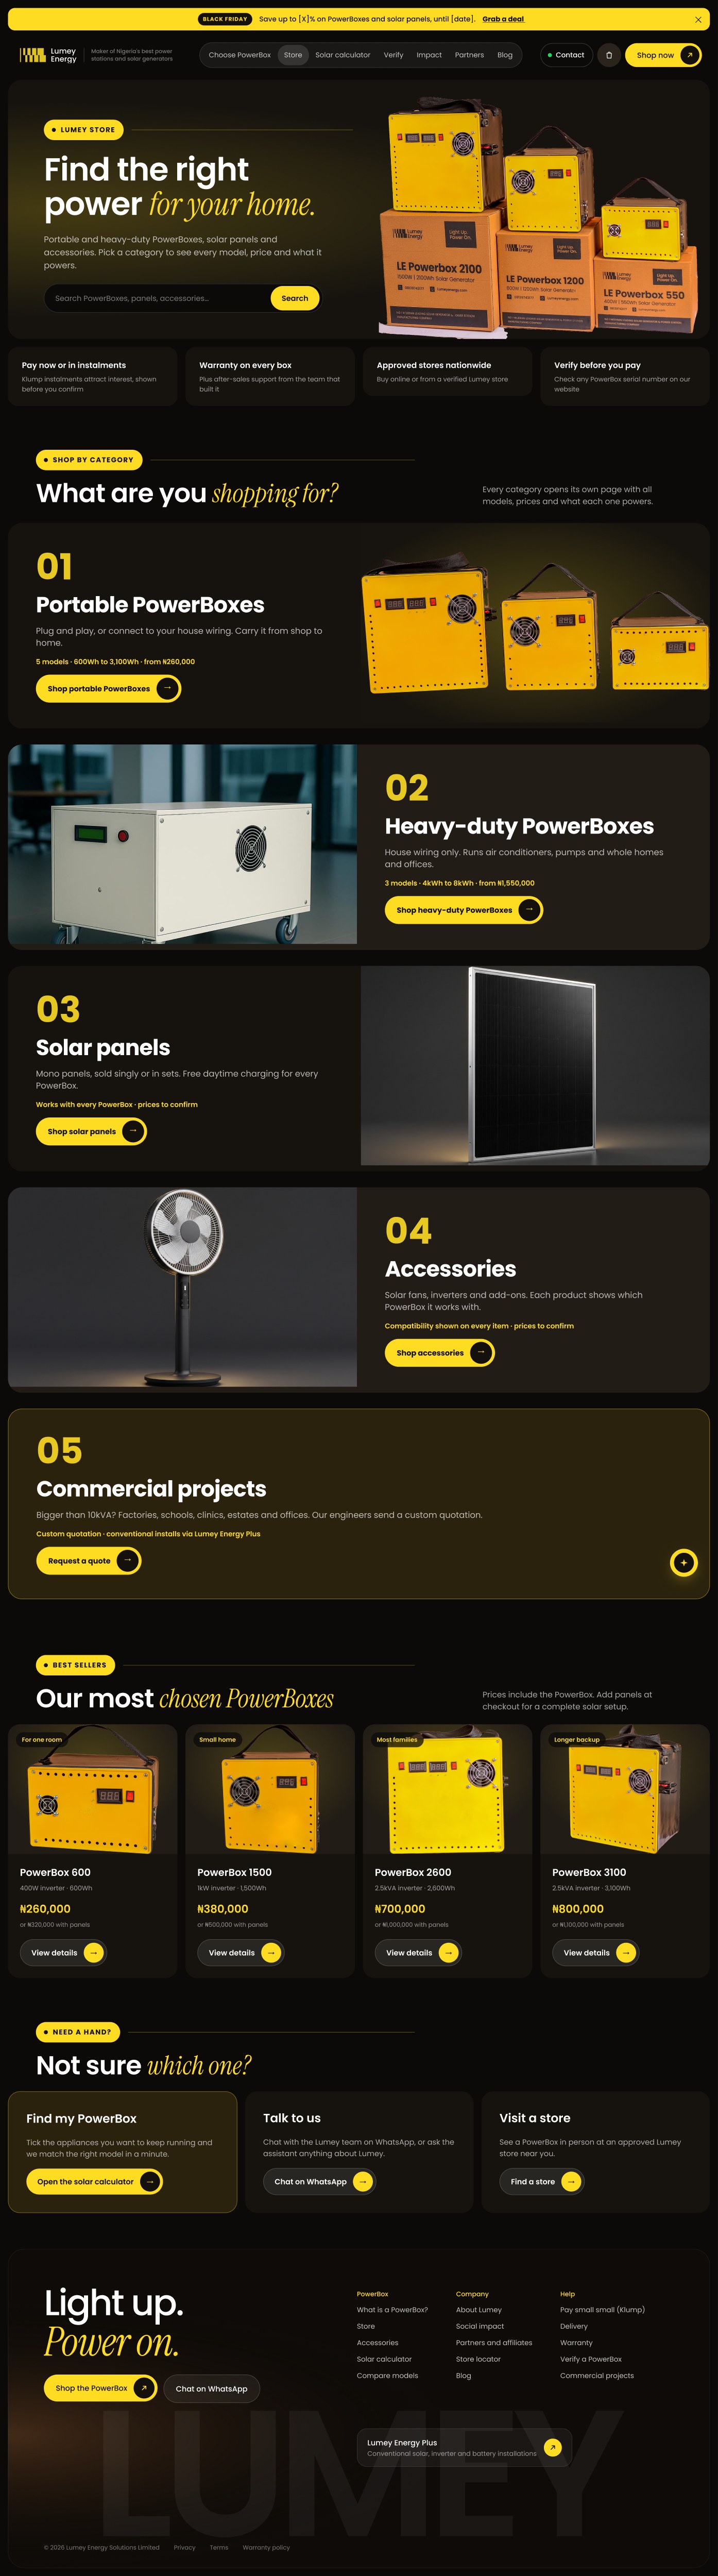 BLACK FRIDAY Save up to [X]% on PowerBoxes and solar panels, until [date]. Grab a deal
Lumey Energy
Maker of Nigeria's best power stations and solar generators
Choose PowerBox Store Solar calculator Verify Impact Partners Blog
Contact
Shop now
LUMEY STORE
Find the right
power for your home.
Portable and heavy-duty PowerBoxes, solar panels and
accessories. Pick a category to see every model, price and what it
powers.
Search PowerBoxes, panels, accessories...
Search
Lumey Energy
Light Up. Power On.
LE Powerbox 2100
Lumey Energy
Light Up. Power On.
LE Powerbox 1200
Lumey Energy
Light Up. Power On.
LE Powerbox 550
Pay now or in instalments
Klump instalments attract interest, shown
before you confirm
Warranty on every box
Plus after-sales support from the team that
built it
Approved stores nationwide
Buy online or from a verified Lumey store
Verify before you pay
Check any PowerBox serial number on our
website
SHOP BY CATEGORY
What are you shopping for?
Every category opens its own page with all
models, prices and what each one powers.
01
Portable PowerBoxes
Plug and play, or connect to your house wiring. Carry it from shop to
home.
5 models · 600Wh to 3,100Wh · from ₦260,000
Shop portable PowerBoxes
02
Heavy-duty PowerBoxes
House wiring only. Runs air conditioners, pumps and whole homes
and offices.
3 models · 4kWh to 8kWh · from ₦1,550,000
Shop heavy-duty PowerBoxes
03
Solar panels
Mono panels, sold singly or in sets. Free daytime charging for every
PowerBox.
Works with every PowerBox · prices to confirm
Shop solar panels
04
Accessories
Solar fans, inverters and add-ons. Each product shows which
PowerBox it works with.
Compatibility shown on every item · prices to confirm
Shop accessories
05
Commercial projects
Bigger than 10kVA? Factories, schools, clinics, estates and offices. Our engineers send a custom quotation.
Custom quotation · conventional installs via Lumey Energy Plus
Request a quote
BEST SELLERS
Our most chosen PowerBoxes
Prices include the PowerBox. Add panels at
checkout for a complete solar setup.
For one room
PowerBox 600
400W inverter · 600Wh
₦260,000
or ₦320,000 with panels
View details
Small home
PowerBox 1500
1kW inverter · 1,500Wh
₦380,000
or ₦500,000 with panels
View details
Most families
PowerBox 2600
2.5kVA inverter · 2,600Wh
₦700,000
or ₦1,000,000 with panels
View details
Longer backup
PowerBox 3100
2.5kVA inverter · 3,100Wh
₦800,000
or ₦1,100,000 with panels
View details
NEED A HAND?
Not sure which one?
Find my PowerBox
Tick the appliances you want to keep running and
we match the right model in a minute.
Open the solar calculator
Talk to us
Chat with the Lumey team on WhatsApp, or ask the
assistant anything about Lumey.
Chat on WhatsApp
Visit a store
See a PowerBox in person at an approved Lumey
store near you.
Find a store
Light up.
Power on.
Shop the PowerBox
Chat on WhatsApp
PowerBox
What is a PowerBox?
Store
Accessories
Solar calculator
Compare models
Company
About Lumey
Social impact
Partners and affiliates
Store locator
Blog
Help
Pay small small (Klump)
Delivery
Warranty
Verify a PowerBox
Commercial projects
Lumey Energy Plus
Conventional solar, inverter and battery installations
LUMEY
© 2026 Lumey Energy Solutions Limited Privacy Terms Warranty policy